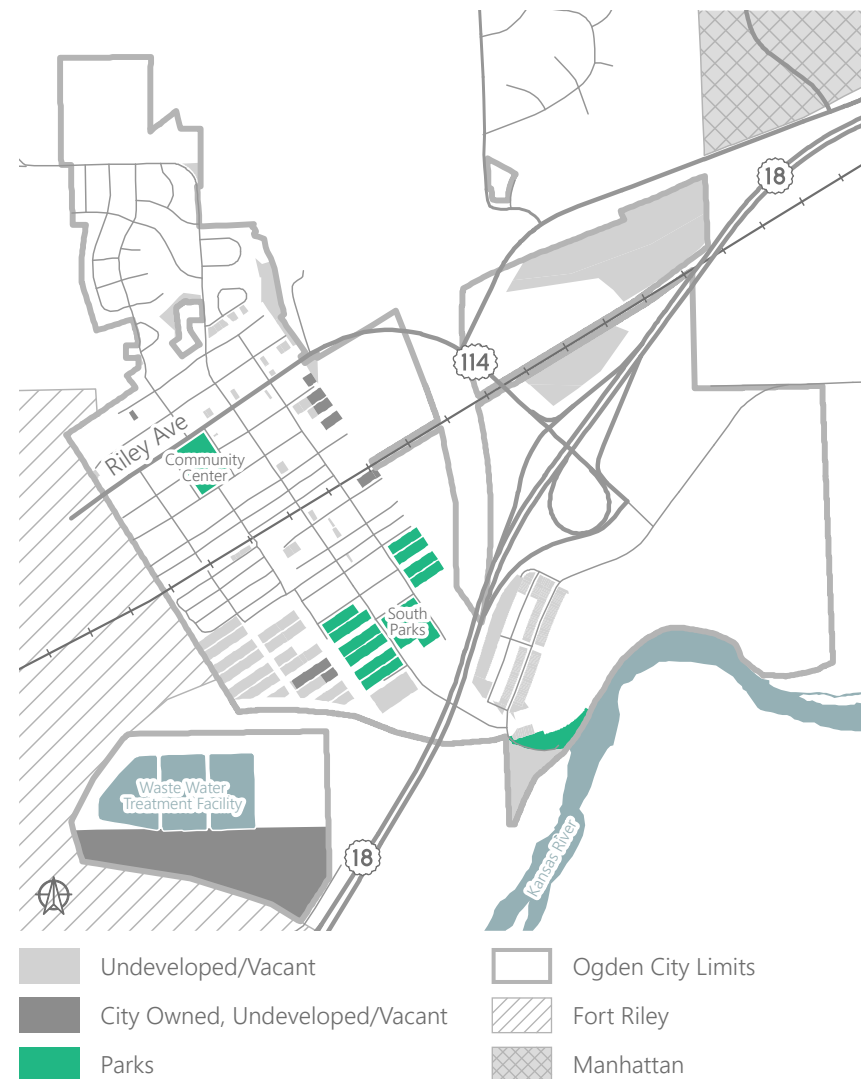 18
114
Riley Ave
Community
Center
South
Parks
Waste Water
Treatment Facility
18
Kansas River
Undeveloped/Vacant
City Owned, Undeveloped/Vacant
Parks
Ogden City Limits
Fort Riley
Manhattan